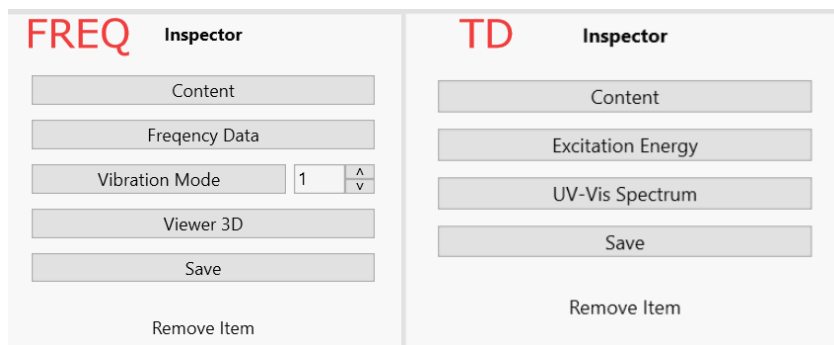 FREQ Inspector
Content
Freqency Data
Vibration Mode 1
Viewer 3D
Save
Remove Item
TD Inspector
Content
Excitation Energy
UV-Vis Spectrum
Save
Remove Item